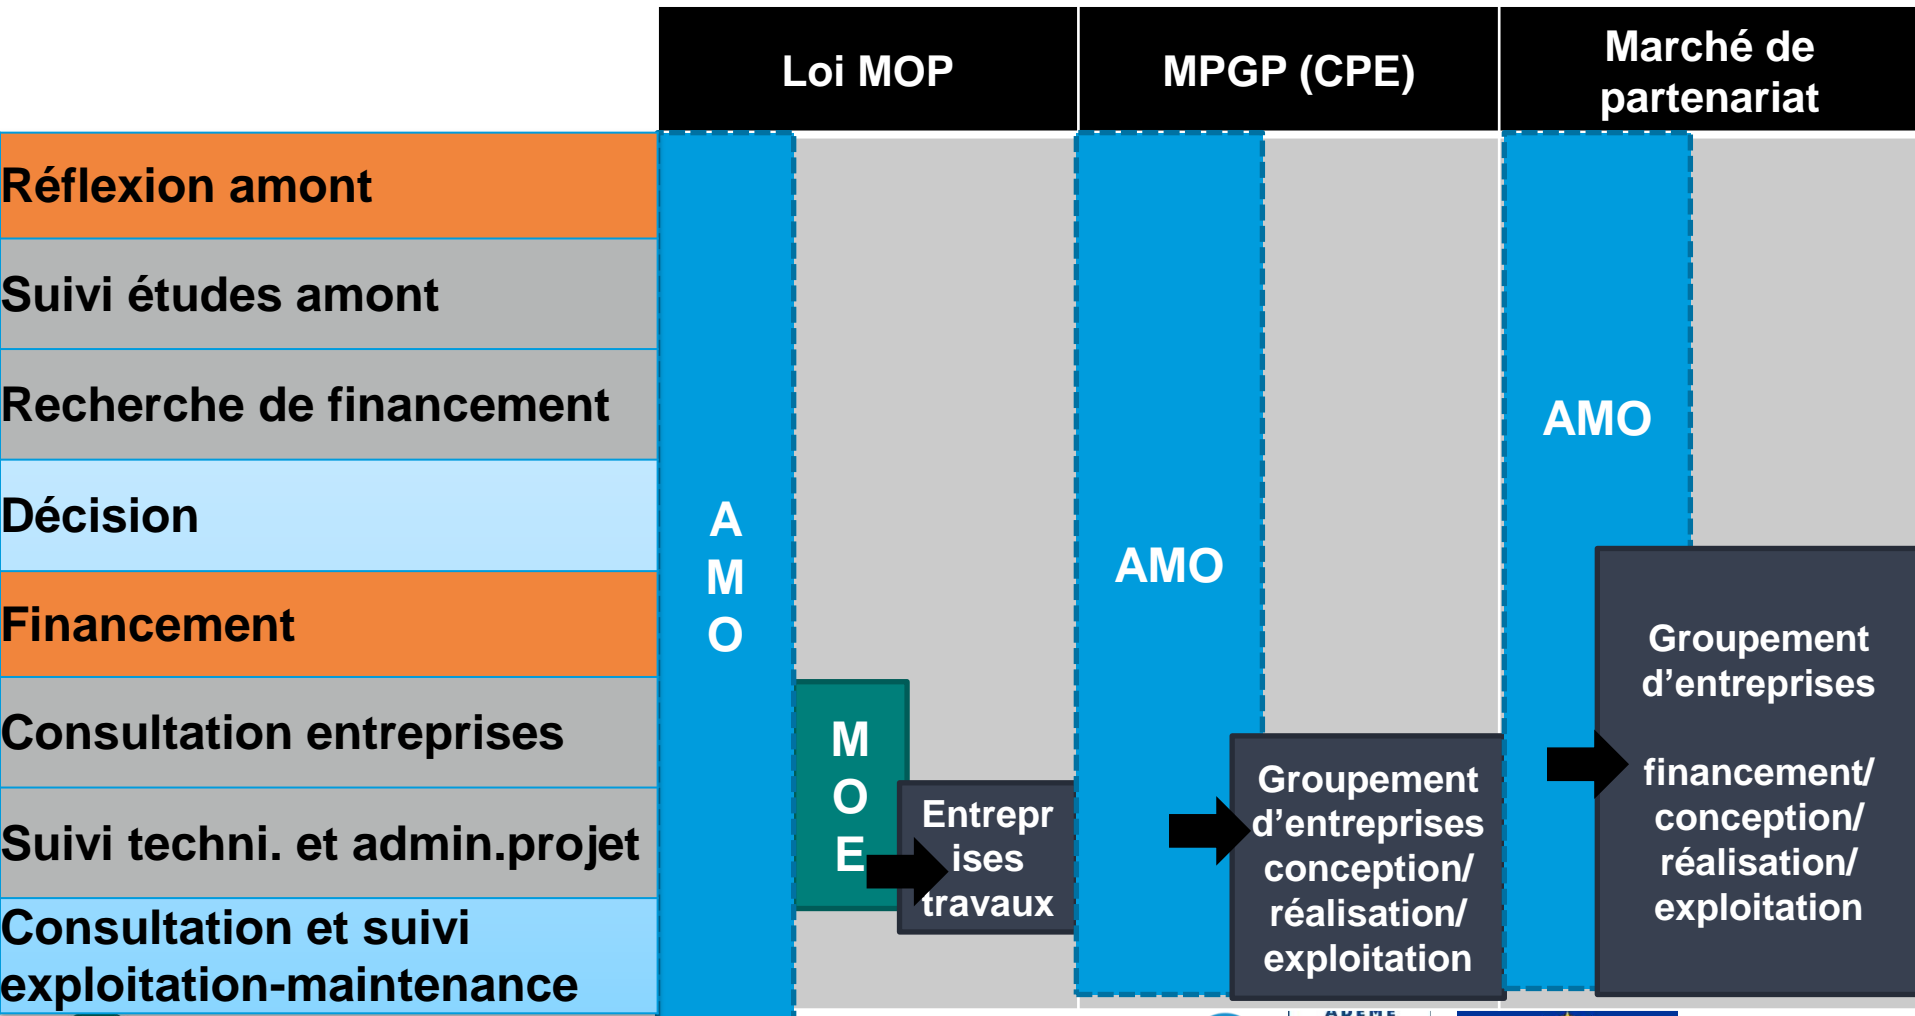 Loi MOP
MPGP (CPE)
Marché de
partenariat
Réflexion amont
Suivi études amont
Recherche de financement
Décision
Financement
Consultation entreprises
Suivi techni. et admin.projet
Consultation et suivi
exploitation-maintenance
A
M
O
M
O
E
Entrepr
ises
travaux
AMO
Groupement
d’entreprises
conception/
réalisation/
exploitation
AMO
Groupement
d’entreprises
financement/
conception/
réalisation/
exploitation
ADEME